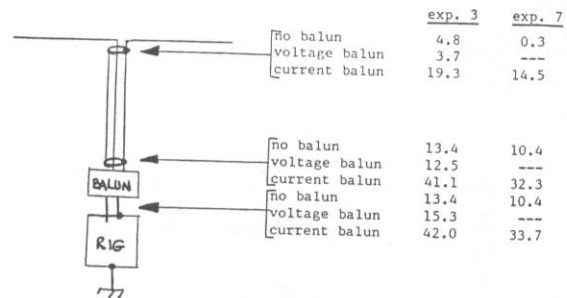 exp. 3 exp. 7
no balun 4.8 0.3
voltage balun 3.7 ---
current balun 19.3 14.5
no balun 13.4 10.4
voltage balun 12.5 ---
current balun 41.1 32.3
BALUN
no balun 13.4 10.4
voltage balun 15.3 ---
current balun 42.0 33.7
RIG